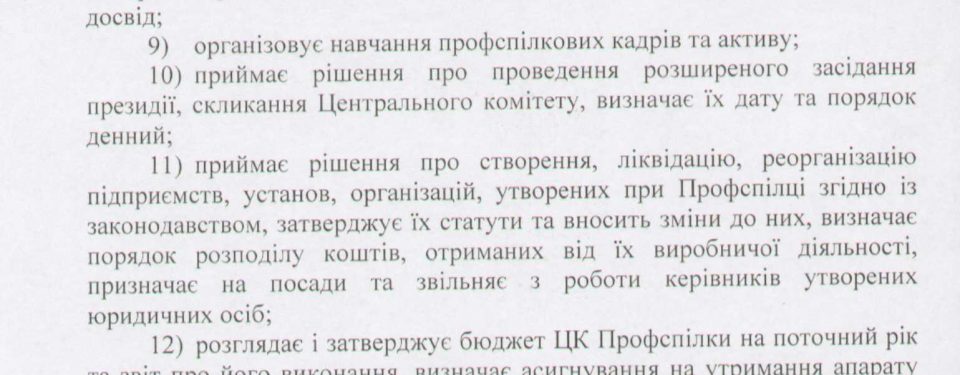 досвід;
9) організовує навчання профспілкових кадрів та активу;
10) приймає рішення про проведення розширеного засідання
президії, скликання Центрального комітету, визначає їх дату та порядок
денний;
11) приймає рішення про створення, ліквідацію, реорганізацію
підприємств, установ, організацій, утворених при Профспілці згідно із
законодавством, затверджує їх статути та вносить зміни до них, визначає
порядок розподілу коштів, отриманих від їх виробничої діяльності,
призначає на посади та звільняє з роботи керівників утворених
юридичних осіб;
12) розглядає і затверджує бюджет ЦК Профспілки на поточний рік
та звіт про його виконання, визначає асигнування на утримання апарату